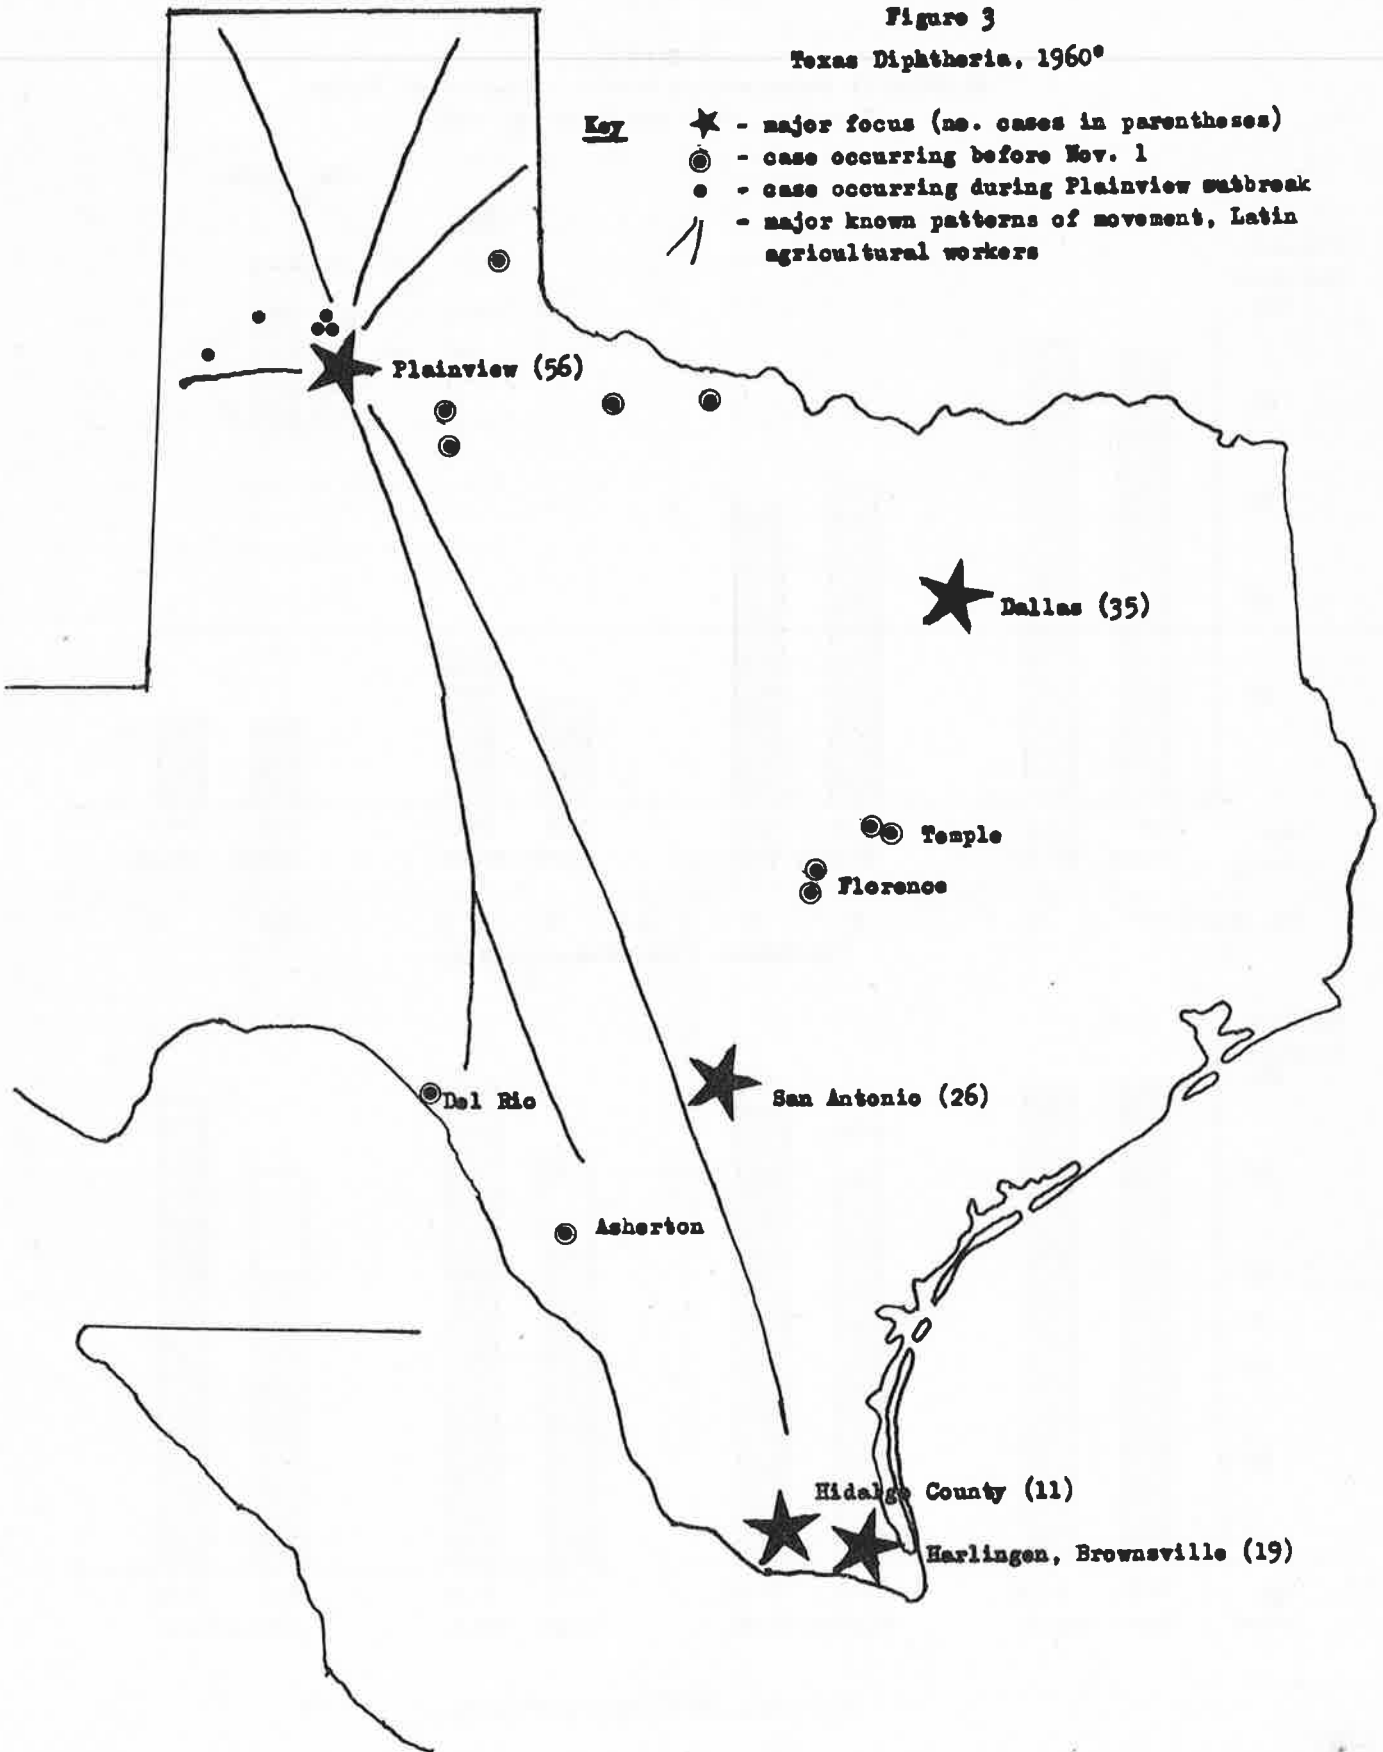 Figure 3
Texas Diphtheria, 1960*
Key
- major focus (no. cases in parentheses)
- case occurring before Nov. 1
- case occurring during Plainview outbreak
- major known patterns of movement, Latin
agricultural workers
Plainview (56)
Dallas (35)
Temple
Florence
Del Rio
San Antonio (26)
Asherton
Hidalgo County (11)
Harlingen, Brownsville (19)